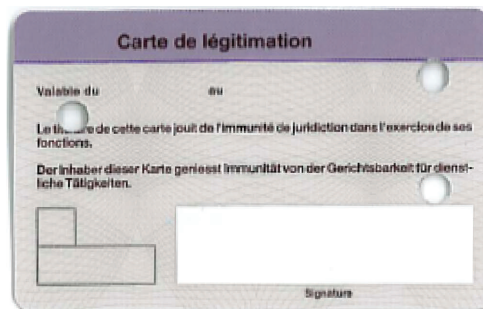 Carte de légitimation
Valable du au
Le de cette carte jouit de l'immunité de juridiction dans l'exercice de ses
fonctions.
Der Inhaber dieser Karte geniesst Immunität von der Gerichtsbarkeit für dienst-
liche Tätigkeiten.
Signature